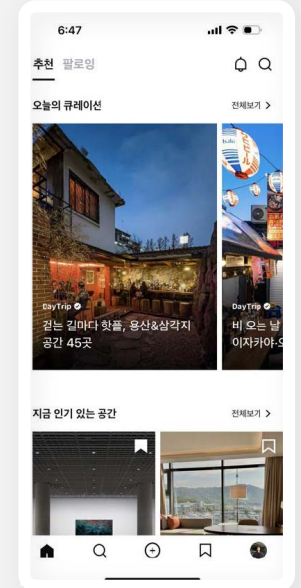 6:47
추천 팔로잉
오늘의 큐레이션
전체보기 >
DayTrip
걷는 길마다 핫플, 용산&삼각지
공간 45곳
DayTrip
비 오는 날
이자카야·오
지금 인기 있는 공간
전체보기 >